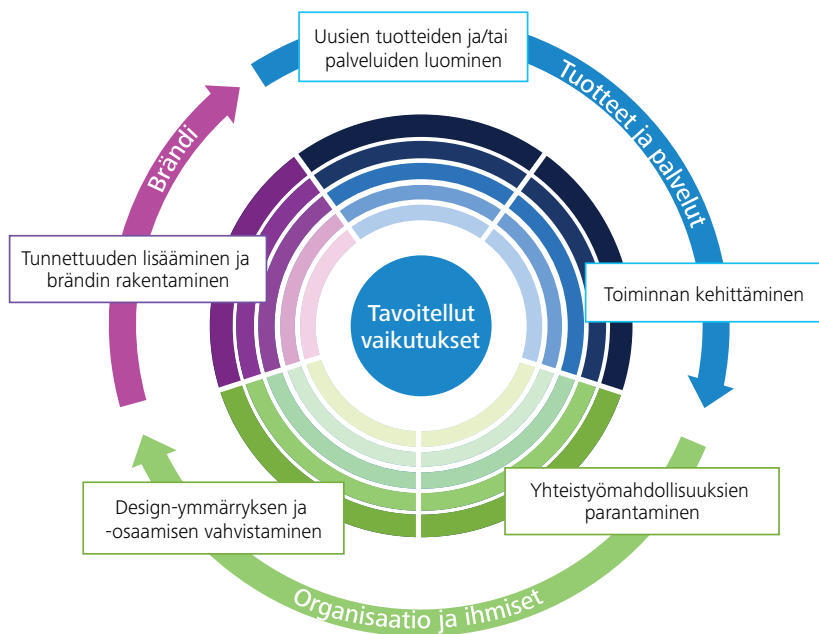 Uusien tuotteiden ja/tai
palveluiden luominen
Tuotteet ja palvelut
Brändi
Tunnettuuden lisääminen ja
brändin rakentaminen
Tavoitellut
vaikutukset
Toiminnan kehittäminen
Design-ymmärryksen ja
-osaamisen vahvistaminen
Yhteistyömahdollisuuksien
parantaminen
Organisaatio ja ihmiset